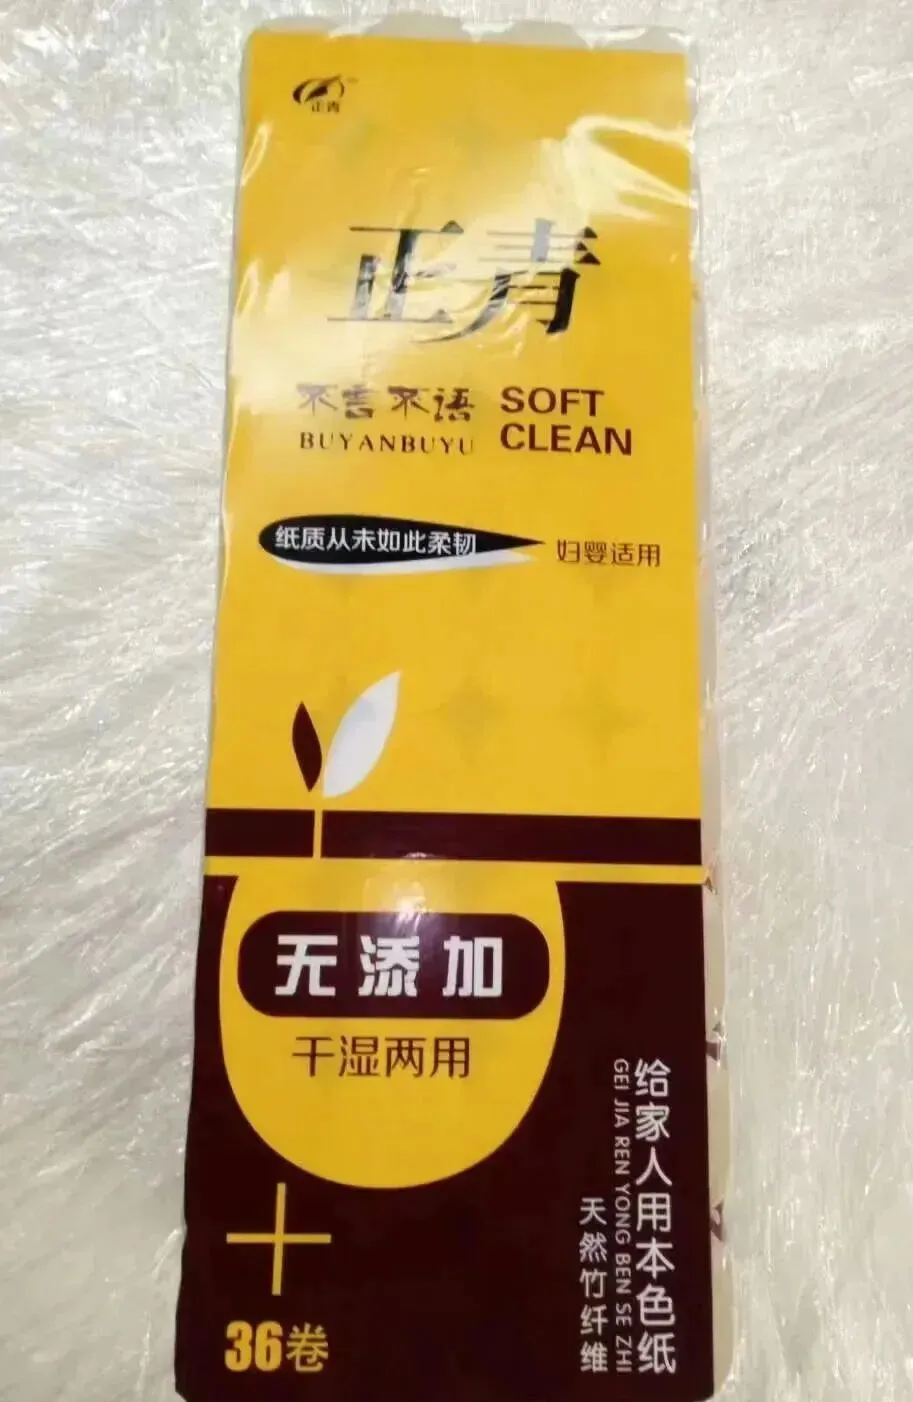 正青
正青
不言不语
BUYANBUYU
SOFT
CLEAN
纸质从未如此柔韧
妇婴适用
无添加
干湿两用
给家人用本色纸
GEI JIA REN YONG BEN SE ZHI
天然竹纤维
36卷